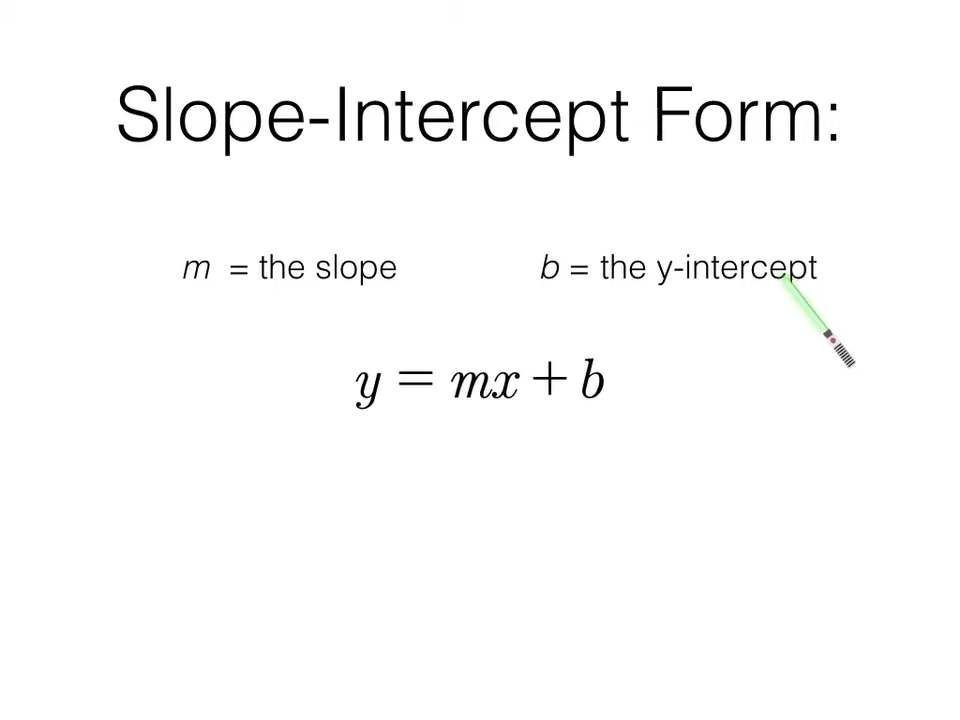 Slope-Intercept Form:
m = the slope b = the y-intercept
y = mx + b